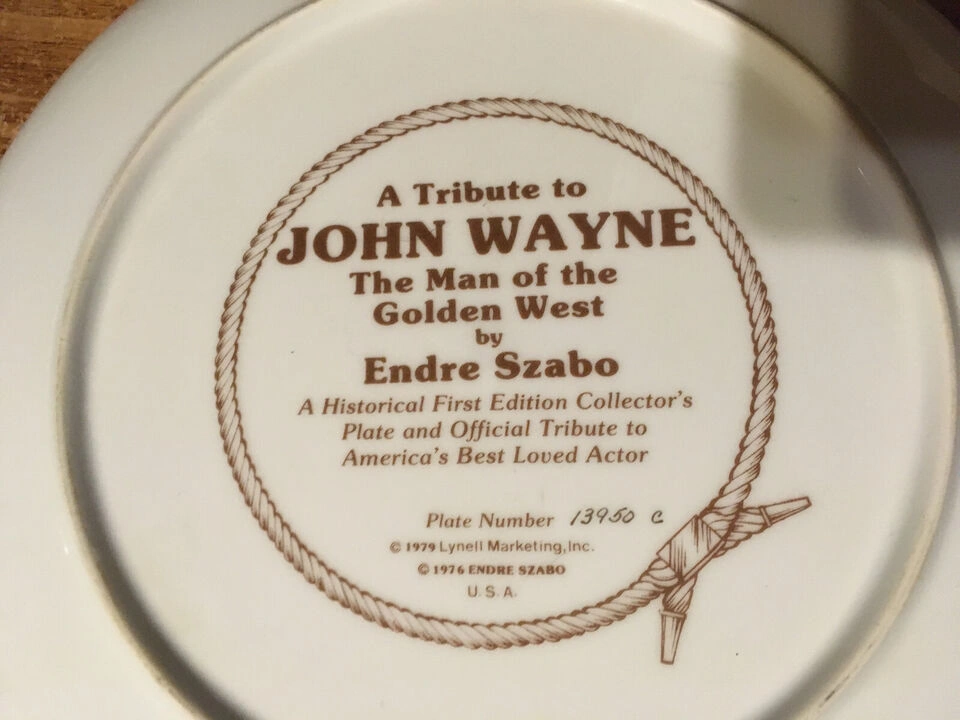 A Tribute to
JOHN WAYNE
The Man of the
Golden West
by
Endre Szabo
A Historical First Edition Collector's
Plate and Official Tribute to
America's Best Loved Actor
Plate Number 13950 C
© 1979 Lynell Marketing, Inc.
© 1976 ENDRE SZABO
U.S.A.